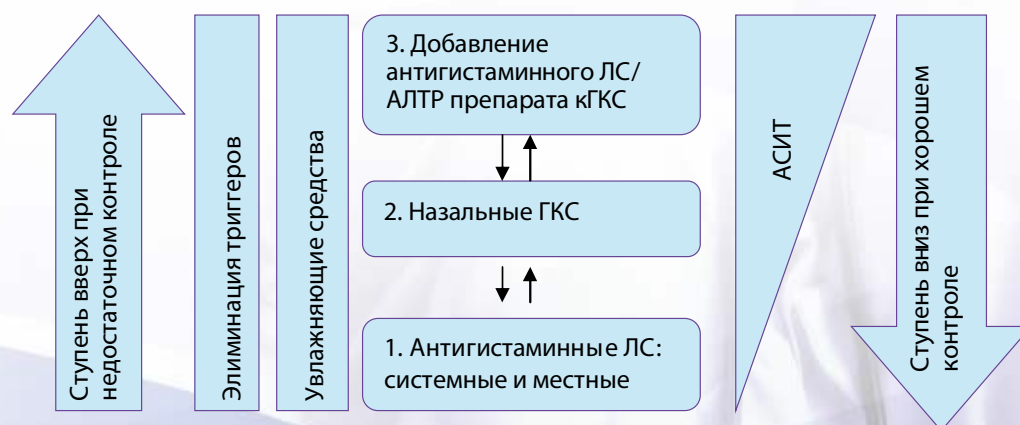 Ступень вверх при
недостаточном контроле
Элиминация триггеров
Увлажняющие средства
3. Добавление
антигистаминного ЛС/
АЛТР препарата кГКС
2. Назальные ГКС
1. Антигистаминные ЛС:
системные и местные
АСИТ
Ступень вниз при хорошем
контроле